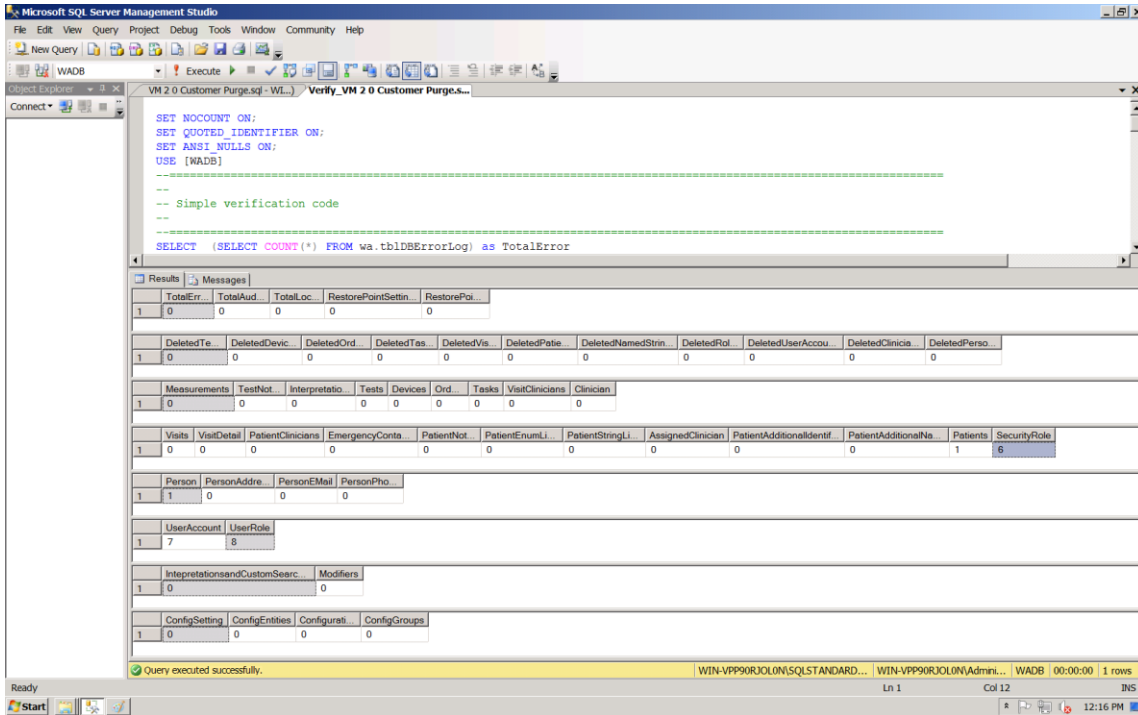 Microsoft SQL Server Management Studio
File Edit View Query Project Debug Tools Window Community Help
New Query
WADB Execute
Object Explorer
VM 2 0 Customer Purge.sql - WI...) Verify_VM 2 0 Customer Purge.s...
Connect
SET NOCOUNT ON;
SET QUOTED_IDENTIFIER ON;
SET ANSI_NULLS ON;
USE [WADB]
--==================================================================================================================
--
-- Simple verification code
--
--==================================================================================================================
SELECT (SELECT COUNT(*) FROM wa.tblDBErrorLog) as TotalError
Results Messages
TotalErr... TotalAud... TotalLoc... RestorePointSettin... RestorePoi...
1 0 0 0 0 0
DeletedTe... DeletedDevic... DeletedOrd... DeletedTas... DeletedVis... DeletedPatie... DeletedNamedStrin... DeletedRol... DeletedUserAccou... DeletedClinicia... DeletedPerso...
1 0 0 0 0 0 0 0 0 0 0 0
Measurements TestNot... Interpretatio... Tests Devices Ord... Tasks VisitClinicians Clinician
1 0 0 0 0 0 0 0 0 0
Visits VisitDetail PatientClinicians EmergencyConta... PatientNot... PatientEnumLi... PatientStringLi... AssignedClinician PatientAdditionalIdentif... PatientAdditionalNa... Patients SecurityRole
1 0 0 0 0 0 0 0 0 0 0 1 6
Person PersonAddre... PersonEMail PersonPho...
1 1 0 0 0
UserAccount UserRole
1 7 8
IntepretationsandCustomSearc... Modifiers
1 0 0
ConfigSetting ConfigEntities Configurati... ConfigGroups
1 0 0 0 0
Query executed successfully. WIN-VPP90RJOL0N\SQLSTANDARD... WIN-VPP90RJOL0N\Admini... WADB 00:00:00 1 rows
Ready Ln 1 Col 12 INS
Start 12:16 PM